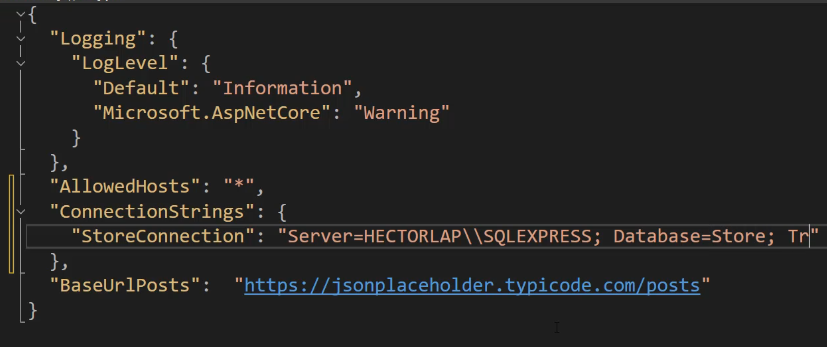 {
"Logging": {
"LogLevel": {
"Default": "Information",
"Microsoft.AspNetCore": "Warning"
}
},
"AllowedHosts": "*",
"ConnectionStrings": {
"StoreConnection": "Server=HECTORLAP\\SQLEXPRESS; Database=Store; Tr"
},
"BaseUrlPosts": "https://jsonplaceholder.typicode.com/posts"
}